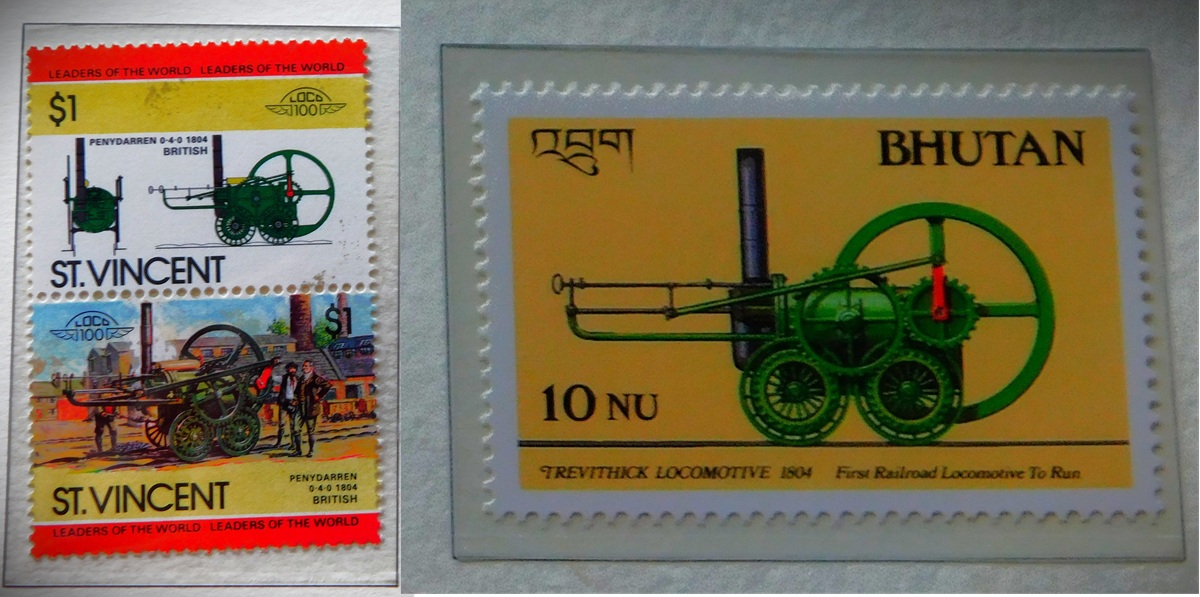 LEADERS OF THE WORLD LEADERS OF THE WORLD
$1
LOCO
100
PENYDARREN 0-4-0 1804
BRITISH
ST.VINCENT
LOCO
100
$1
ST.VINCENT
PENYDARREN
0-4-0 1804
BRITISH
LEADERS OF THE WORLD LEADERS OF THE WORLD
འབྲུག
BHUTAN
10 NU
TREVITHICK LOCOMOTIVE 1804 First Railroad Locomotive To Run